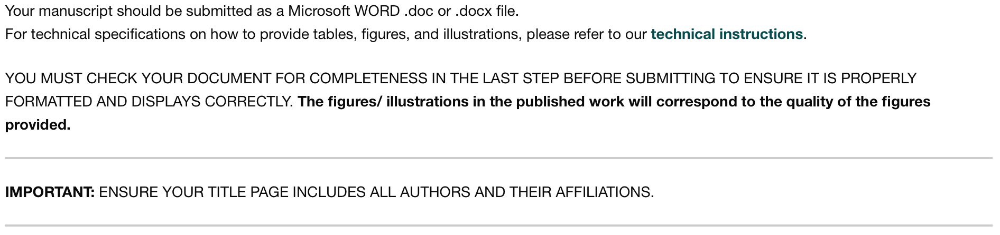 Your manuscript should be submitted as a Microsoft WORD .doc or .docx file.
For technical specifications on how to provide tables, figures, and illustrations, please refer to our technical instructions.
YOU MUST CHECK YOUR DOCUMENT FOR COMPLETENESS IN THE LAST STEP BEFORE SUBMITTING TO ENSURE IT IS PROPERLY
FORMATTED AND DISPLAYS CORRECTLY. The figures/ illustrations in the published work will correspond to the quality of the figures
provided.
IMPORTANT: ENSURE YOUR TITLE PAGE INCLUDES ALL AUTHORS AND THEIR AFFILIATIONS.